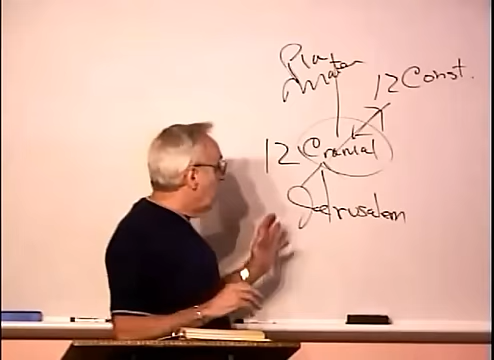 Pia
Mater
12 Const.
12 Cranial
Jerusalem